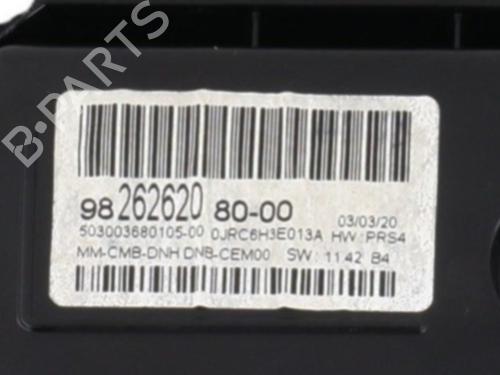 B-PARTS
98 262620 80-00
03/03/20
503003680105-00 0JRC6H3E013A HW: PRS4
MM-CMB-DNH DNB-CEM00 SW: 11.42 B4